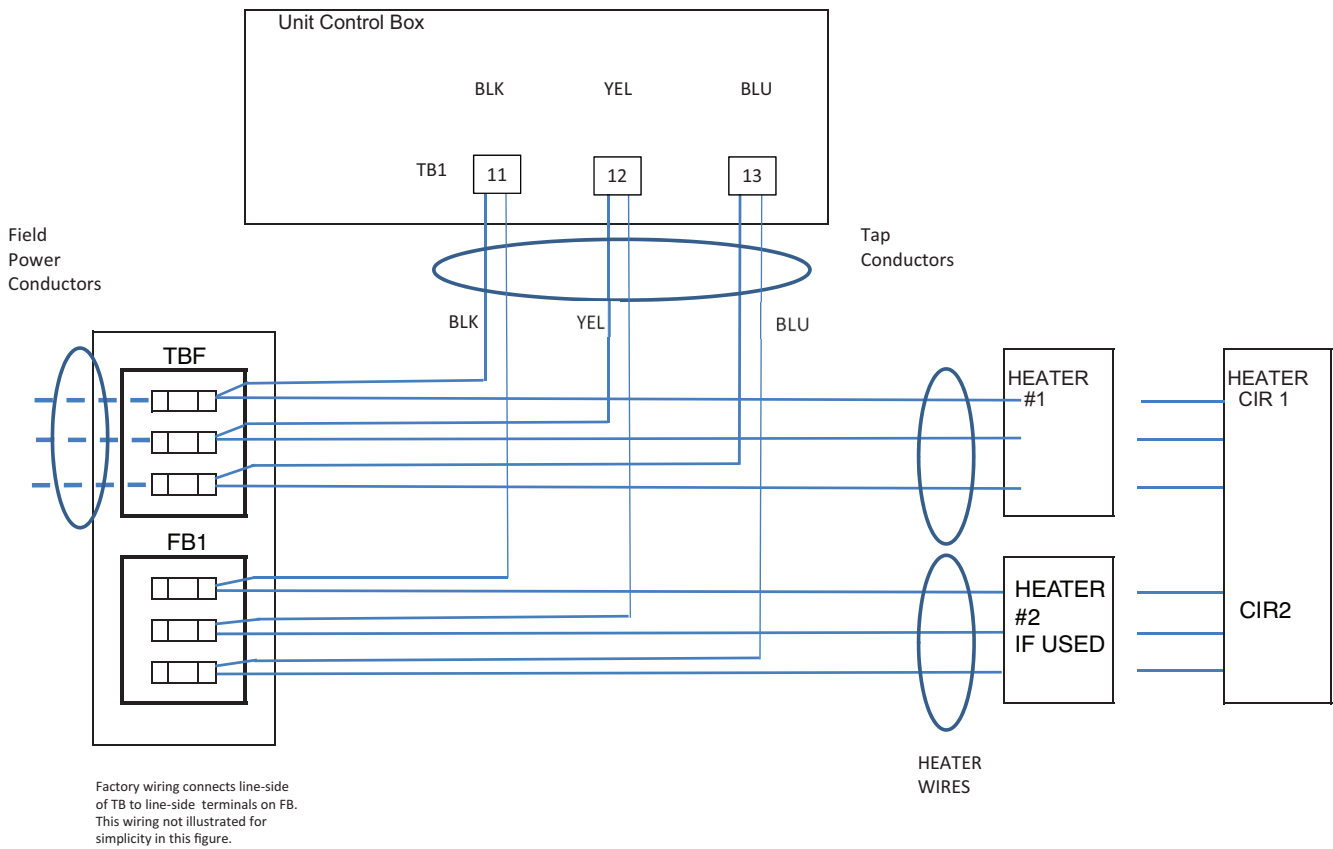 Unit Control Box
BLK YEL BLU
TB1 11 12 13
Field
Power
Conductors
Tap
Conductors
BLK YEL BLU
TBF
HEATER
#1
HEATER
CIR 1
FB1
HEATER
#2
IF USED
CIR2
HEATER
WIRES
Factory wiring connects line-side
of TB to line-side terminals on FB.
This wiring not illustrated for
simplicity in this figure.